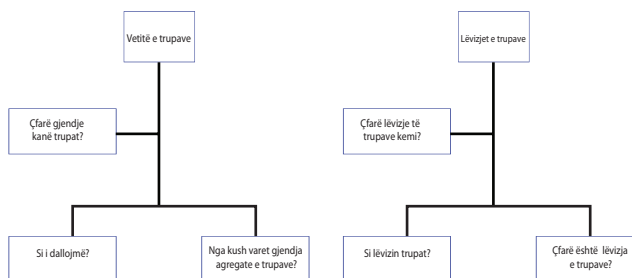 Vetitë e trupave
Çfarë gjendje
kanë trupat?
Si i dallojmë?
Nga kush varet gjendja
agregate e trupave?
Lëvizjet e trupave
Çfarë lëvizje të
trupave kemi?
Si lëvizin trupat?
Çfarë është lëvizja
e trupave?